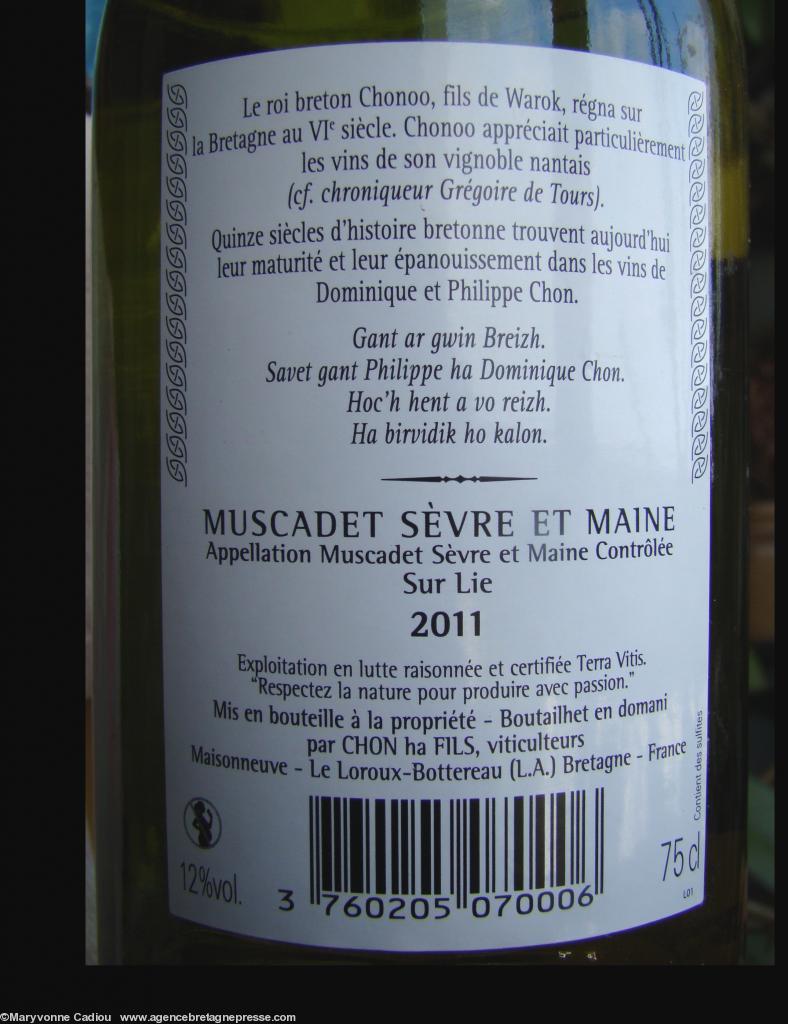 Le roi breton Chonoo, fils de Warok, régna sur
la Bretagne au VIe siècle. Chonoo appréciait particulièrement
les vins de son vignoble nantais
(cf. chroniqueur Grégoire de Tours).
Quinze siècles d'histoire bretonne trouvent aujourd'hui
leur maturité et leur épanouissement dans les vins de
Dominique et Philippe Chon.
Gant ar gwin Breizh.
Savet gant Philippe ha Dominique Chon.
Hoc'h hent a vo reizh.
Ha birvidik ho kalon.
MUSCADET SÈVRE ET MAINE
Appellation Muscadet Sèvre et Maine Contrôlée
Sur Lie
2011
Exploitation en lutte raisonnée et certifiée Terra Vitis.
"Respectez la nature pour produire avec passion."
Mis en bouteille à la propriété - Boutailhet en domani
par CHON ha FILS, viticulteurs
Maisonneuve - Le Loroux-Bottereau (L.A.) Bretagne - France
Contient des sulfites
12%vol.
75 cl
L01
3 760205 070006
©Maryvonne Cadiou www.agencebretagnepresse.com